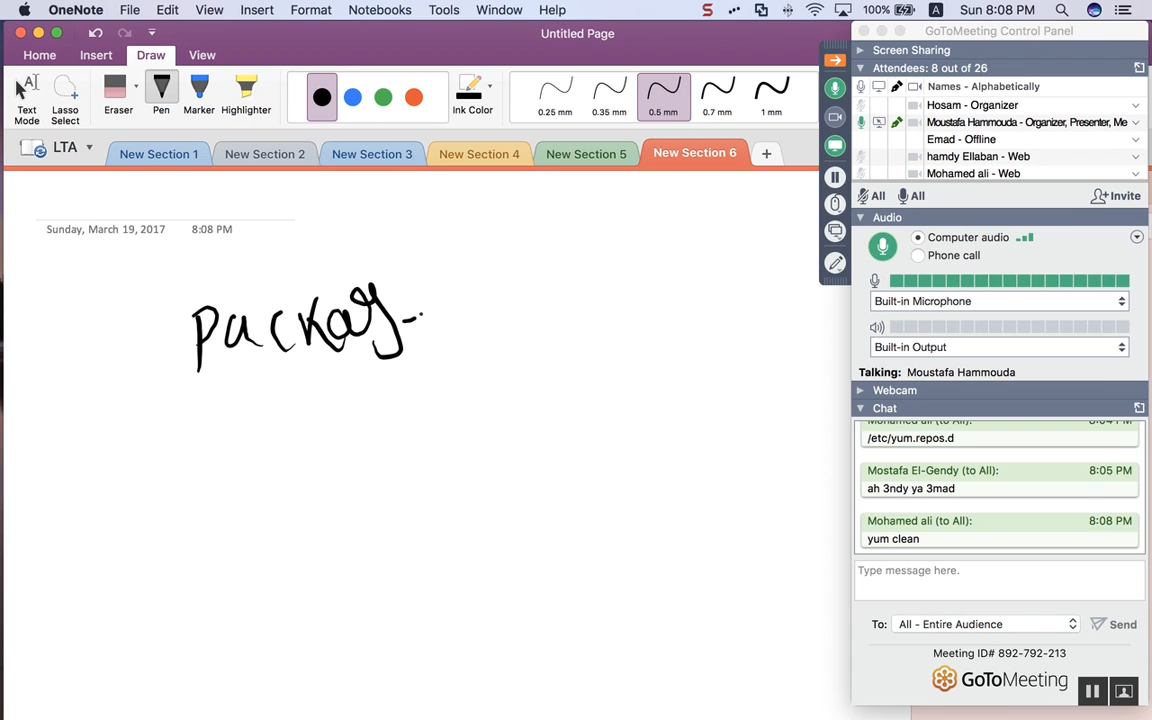 OneNote File Edit View Insert Format Notebooks Tools Window Help 100% A Sun 8:08 PM
Untitled Page
Home Insert Draw View
Text Mode
Lasso Select
Eraser
Pen
Marker
Highlighter
Ink Color
0.25 mm
0.35 mm
0.5 mm
0.7 mm
1 mm
LTA
New Section 1
New Section 2
New Section 3
New Section 4
New Section 5
New Section 6
+
Sunday, March 19, 2017 8:08 PM
packag-
GoToMeeting Control Panel
Screen Sharing
Attendees: 8 out of 26
Names - Alphabetically
Hosam - Organizer
Moustafa Hammouda - Organizer, Presenter, Me
Emad - Offline
hamdy Ellaban - Web
Mohamed ali - Web
All All Invite
Audio
Computer audio
Phone call
Built-in Microphone
Built-in Output
Talking: Moustafa Hammouda
Webcam
Chat
Mohamed ali (to All): 8:04 PM
/etc/yum.repos.d
Mostafa El-Gendy (to All): 8:05 PM
ah 3ndy ya 3mad
Mohamed ali (to All): 8:08 PM
yum clean
Type message here.
To: All - Entire Audience Send
Meeting ID# 892-792-213
GoToMeeting